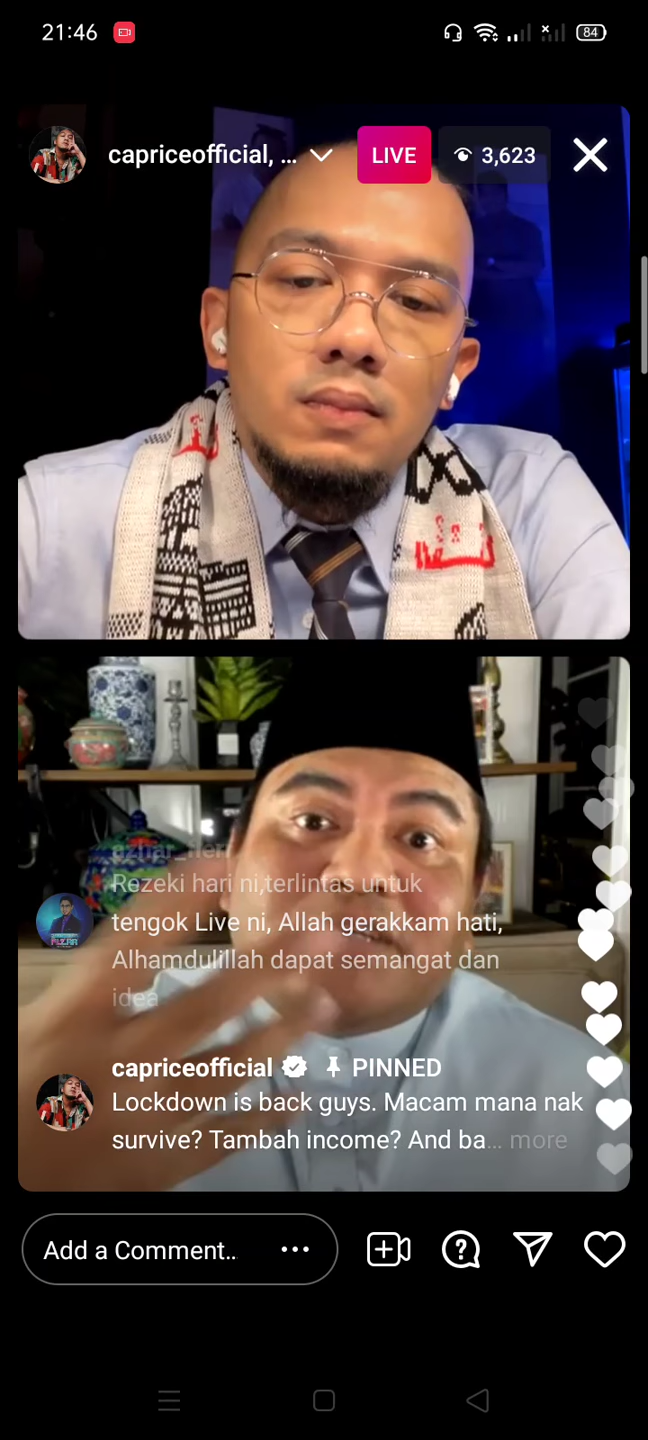 21:46
84
capriceofficial, ...
LIVE
3,623
azhar_
Rezeki hari ni,terlintas untuk
tengok Live ni, Allah gerakkam hati,
Alhamdulillah dapat semangat dan
idea
capriceofficial PINNED
Lockdown is back guys. Macam mana nak
survive? Tambah income? And ba... more
Add a Comment..